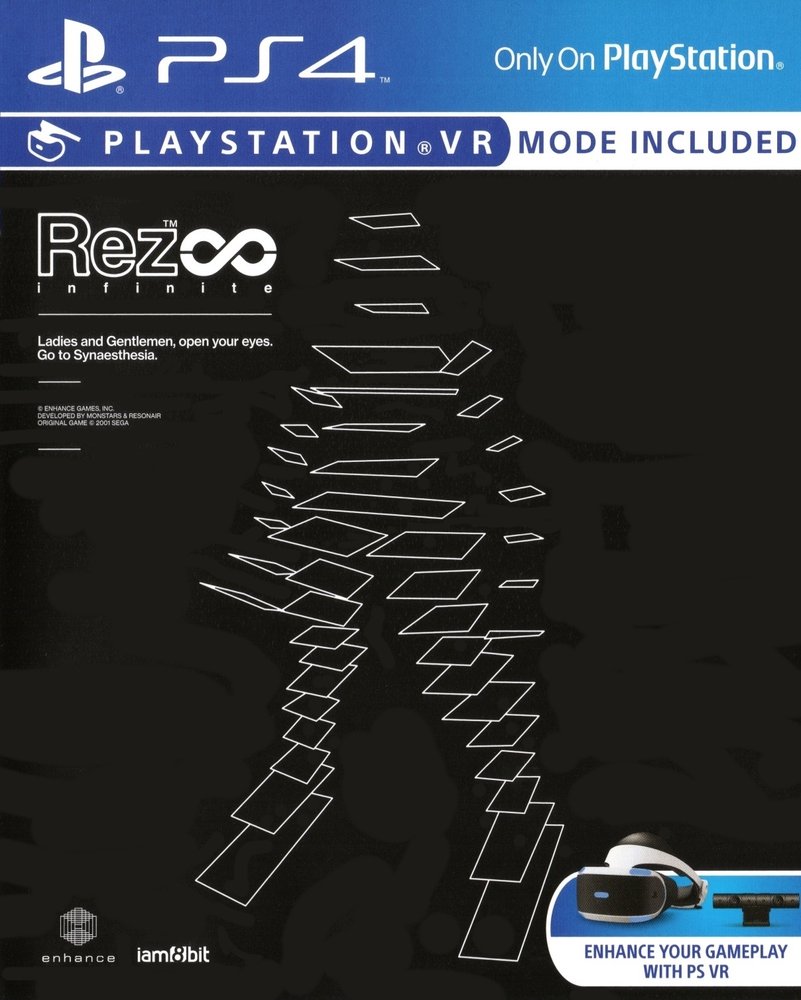 PS4™
Only On PlayStation®
PLAYSTATION®VR MODE INCLUDED
Rez™
infinite
Ladies and Gentlemen, open your eyes.
Go to Synaesthesia.
© ENHANCE GAMES, INC.
DEVELOPED BY MONSTARS & RESONAIR
ORIGINAL GAME © 2001 SEGA
enhance
iam8bit
ENHANCE YOUR GAMEPLAY
WITH PS VR